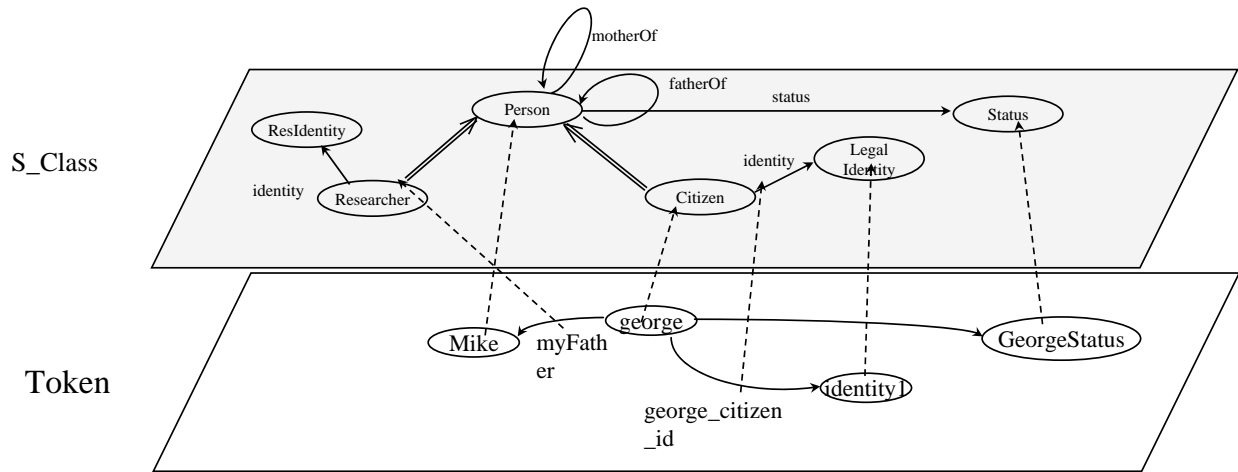 motherOf
fatherOf
status
Person
Status
ResIdentity
S_Class
Legal
Identity
identity
identity
Researcher
Citizen
george
Mike
myFath
er
GeorgeStatus
Token
identity1
george_citizen
_id